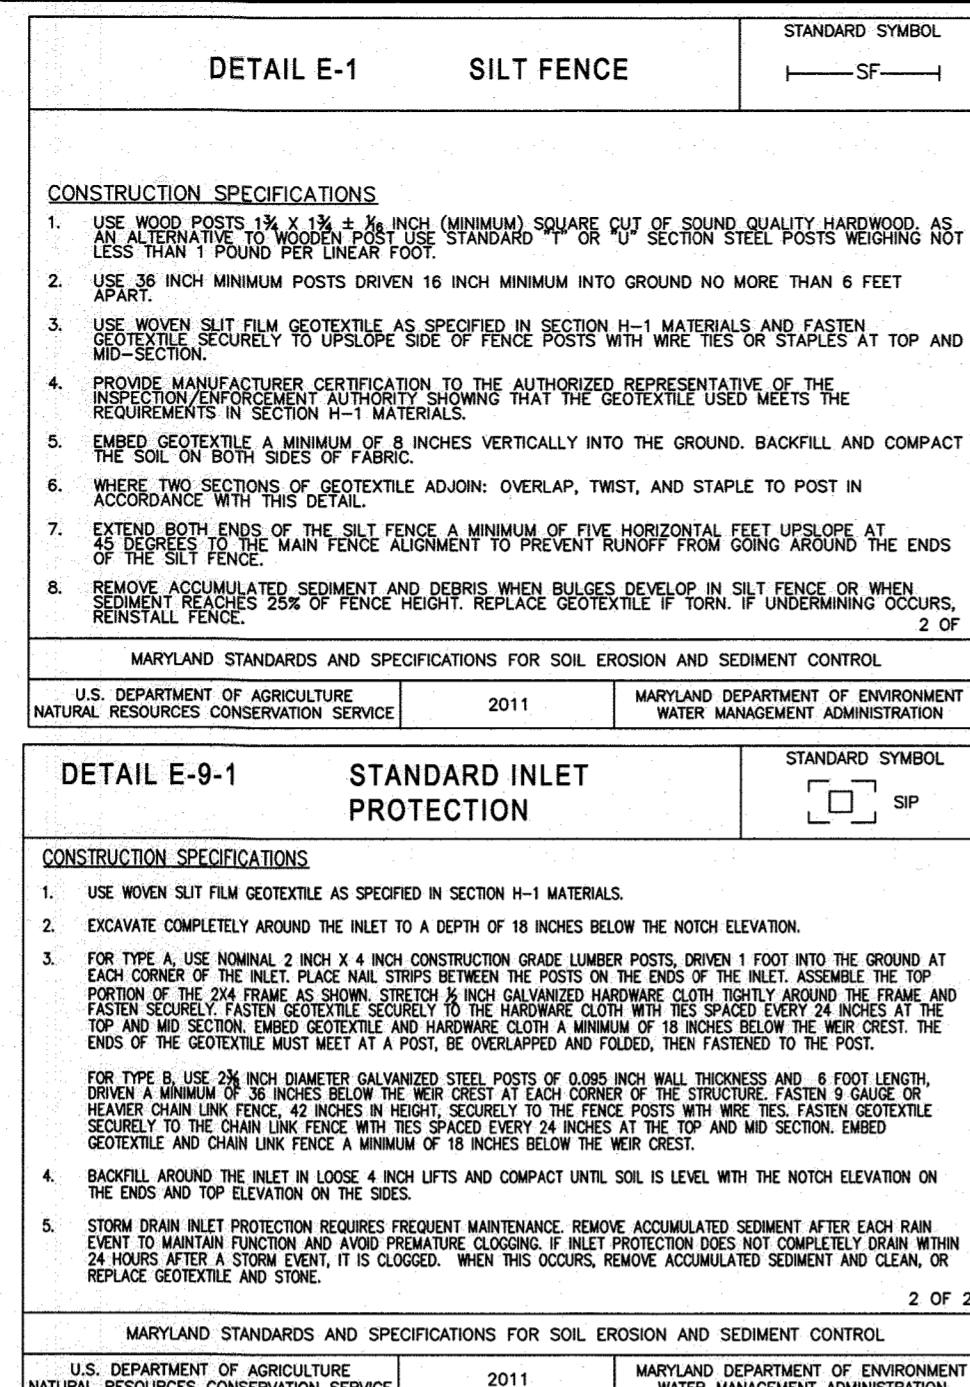 STANDARD SYMBOL
DETAIL E-1 SILT FENCE
SF
CONSTRUCTION SPECIFICATIONS
1. USE WOOD POSTS 1¾ X 1¾ ± 1/16 INCH (MINIMUM) SQUARE CUT OF SOUND QUALITY HARDWOOD. AS
AN ALTERNATIVE TO WOODEN POST USE STANDARD "T" OR "U" SECTION STEEL POSTS WEIGHING NOT
LESS THAN 1 POUND PER LINEAR FOOT.
2. USE 36 INCH MINIMUM POSTS DRIVEN 16 INCH MINIMUM INTO GROUND NO MORE THAN 6 FEET
APART.
3. USE WOVEN SLIT FILM GEOTEXTILE AS SPECIFIED IN SECTION H-1 MATERIALS AND FASTEN
GEOTEXTILE SECURELY TO UPSLOPE SIDE OF FENCE POSTS WITH WIRE TIES OR STAPLES AT TOP AND
MID-SECTION.
4. PROVIDE MANUFACTURER CERTIFICATION TO THE AUTHORIZED REPRESENTATIVE OF THE
INSPECTION/ENFORCEMENT AUTHORITY SHOWING THAT THE GEOTEXTILE USED MEETS THE
REQUIREMENTS IN SECTION H-1 MATERIALS.
5. EMBED GEOTEXTILE A MINIMUM OF 8 INCHES VERTICALLY INTO THE GROUND. BACKFILL AND COMPACT
THE SOIL ON BOTH SIDES OF FABRIC.
6. WHERE TWO SECTIONS OF GEOTEXTILE ADJOIN: OVERLAP, TWIST, AND STAPLE TO POST IN
ACCORDANCE WITH THIS DETAIL.
7. EXTEND BOTH ENDS OF THE SILT FENCE A MINIMUM OF FIVE HORIZONTAL FEET UPSLOPE AT
45 DEGREES TO THE MAIN FENCE ALIGNMENT TO PREVENT RUNOFF FROM GOING AROUND THE ENDS
OF THE SILT FENCE.
8. REMOVE ACCUMULATED SEDIMENT AND DEBRIS WHEN BULGES DEVELOP IN SILT FENCE OR WHEN
SEDIMENT REACHES 25% OF FENCE HEIGHT. REPLACE GEOTEXTILE IF TORN. IF UNDERMINING OCCURS,
REINSTALL FENCE.
2 OF
MARYLAND STANDARDS AND SPECIFICATIONS FOR SOIL EROSION AND SEDIMENT CONTROL
U.S. DEPARTMENT OF AGRICULTURE
NATURAL RESOURCES CONSERVATION SERVICE
2011
MARYLAND DEPARTMENT OF ENVIRONMENT
WATER MANAGEMENT ADMINISTRATION
DETAIL E-9-1 STANDARD INLET
PROTECTION
STANDARD SYMBOL
SIP
CONSTRUCTION SPECIFICATIONS
1. USE WOVEN SLIT FILM GEOTEXTILE AS SPECIFIED IN SECTION H-1 MATERIALS.
2. EXCAVATE COMPLETELY AROUND THE INLET TO A DEPTH OF 18 INCHES BELOW THE NOTCH ELEVATION.
3. FOR TYPE A, USE NOMINAL 2 INCH X 4 INCH CONSTRUCTION GRADE LUMBER POSTS, DRIVEN 1 FOOT INTO THE GROUND AT
EACH CORNER OF THE INLET. PLACE NAIL STRIPS BETWEEN THE POSTS ON THE ENDS OF THE INLET. ASSEMBLE THE TOP
PORTION OF THE 2X4 FRAME AS SHOWN. STRETCH ½ INCH GALVANIZED HARDWARE CLOTH TIGHTLY AROUND THE FRAME AND
FASTEN SECURELY. FASTEN GEOTEXTILE SECURELY TO THE HARDWARE CLOTH WITH TIES SPACED EVERY 24 INCHES AT THE
TOP AND MID SECTION. EMBED GEOTEXTILE AND HARDWARE CLOTH A MINIMUM OF 18 INCHES BELOW THE WEIR CREST. THE
ENDS OF THE GEOTEXTILE MUST MEET AT A POST, BE OVERLAPPED AND FOLDED, THEN FASTENED TO THE POST.
FOR TYPE B, USE 2⅜ INCH DIAMETER GALVANIZED STEEL POSTS OF 0.095 INCH WALL THICKNESS AND 6 FOOT LENGTH,
DRIVEN A MINIMUM OF 36 INCHES BELOW THE WEIR CREST AT EACH CORNER OF THE STRUCTURE. FASTEN 9 GAUGE OR
HEAVIER CHAIN LINK FENCE, 42 INCHES IN HEIGHT, SECURELY TO THE FENCE POSTS WITH WIRE TIES. FASTEN GEOTEXTILE
SECURELY TO THE CHAIN LINK FENCE WITH TIES SPACED EVERY 24 INCHES AT THE TOP AND MID SECTION. EMBED
GEOTEXTILE AND CHAIN LINK FENCE A MINIMUM OF 18 INCHES BELOW THE WEIR CREST.
4. BACKFILL AROUND THE INLET IN LOOSE 4 INCH LIFTS AND COMPACT UNTIL SOIL IS LEVEL WITH THE NOTCH ELEVATION ON
THE ENDS AND TOP ELEVATION ON THE SIDES.
5. STORM DRAIN INLET PROTECTION REQUIRES FREQUENT MAINTENANCE. REMOVE ACCUMULATED SEDIMENT AFTER EACH RAIN
EVENT TO MAINTAIN FUNCTION AND AVOID PREMATURE CLOGGING. IF INLET PROTECTION DOES NOT COMPLETELY DRAIN WITHIN
24 HOURS AFTER A STORM EVENT, IT IS CLOGGED. WHEN THIS OCCURS, REMOVE ACCUMULATED SEDIMENT AND CLEAN, OR
REPLACE GEOTEXTILE AND STONE.
2 OF 2
MARYLAND STANDARDS AND SPECIFICATIONS FOR SOIL EROSION AND SEDIMENT CONTROL
U.S. DEPARTMENT OF AGRICULTURE
NATURAL RESOURCES CONSERVATION SERVICE
2011
MARYLAND DEPARTMENT OF ENVIRONMENT
WATER MANAGEMENT ADMINISTRATION